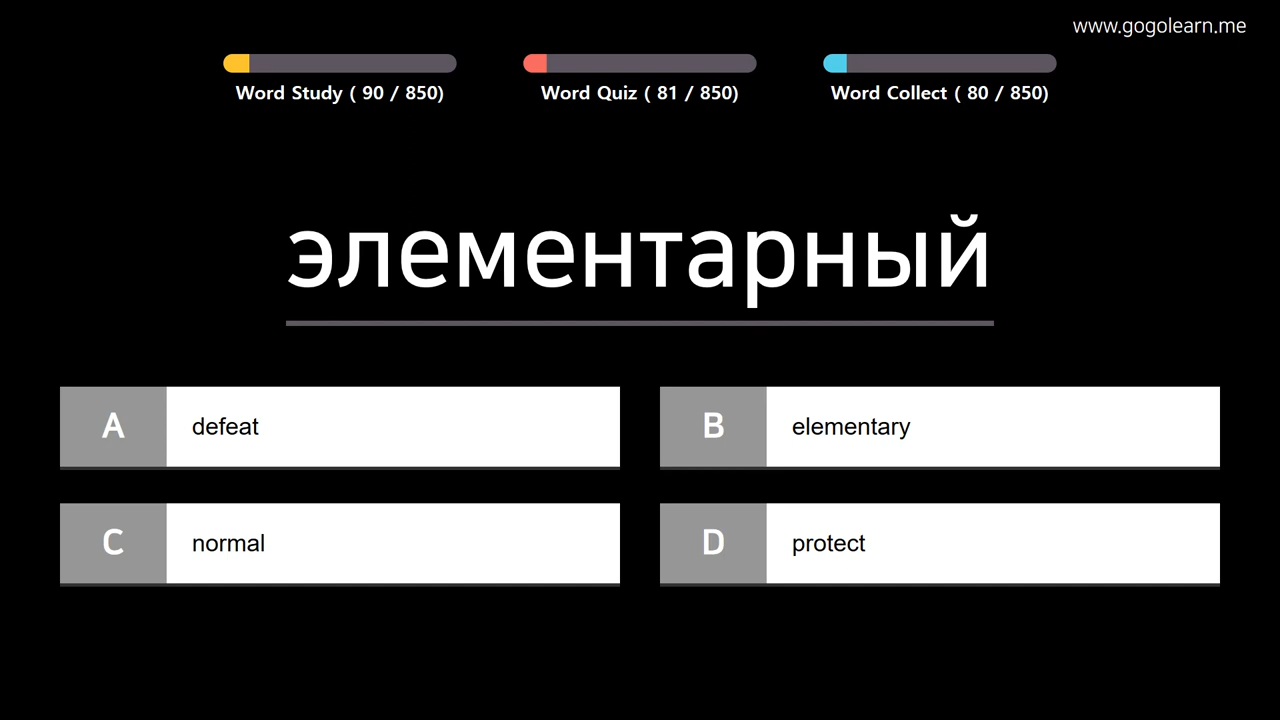 www.gogolearn.me
Word Study ( 90 / 850)
Word Quiz ( 81 / 850)
Word Collect ( 80 / 850)
элементарный
A defeat
B elementary
C normal
D protect